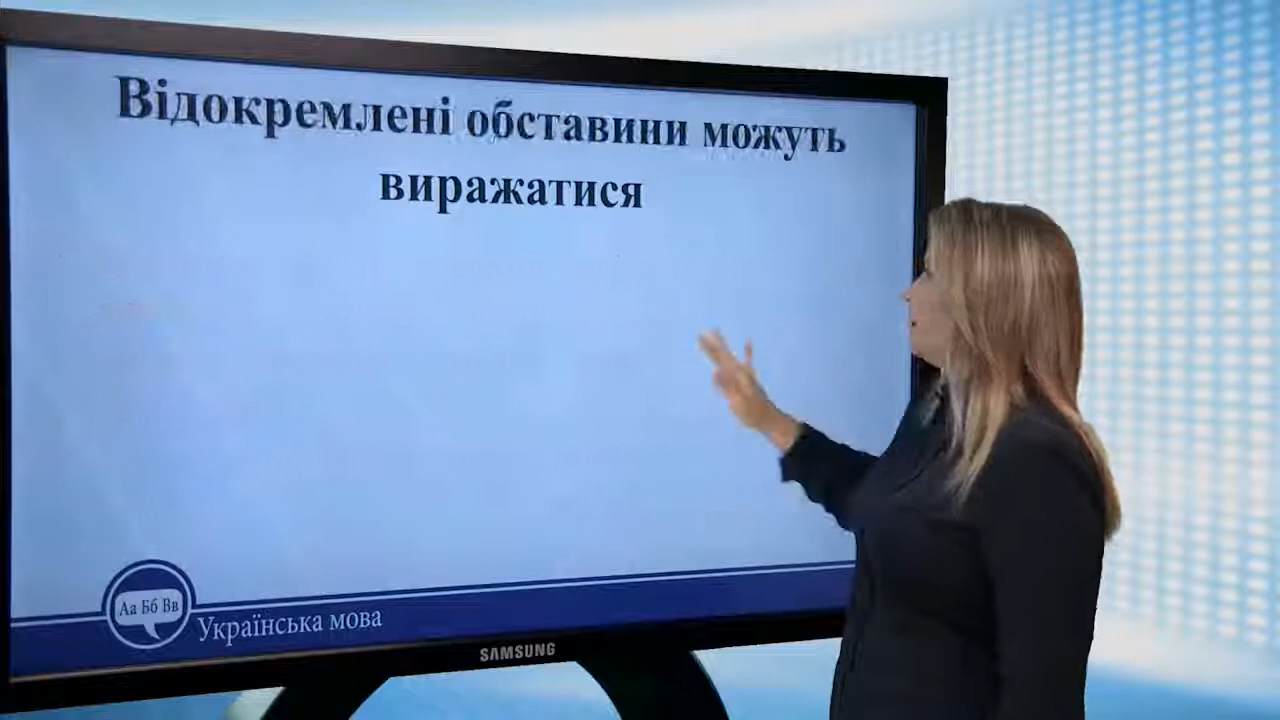 Відокремлені обставини можуть
виражатися
Аа Бб Вв
Українська мова
SAMSUNG